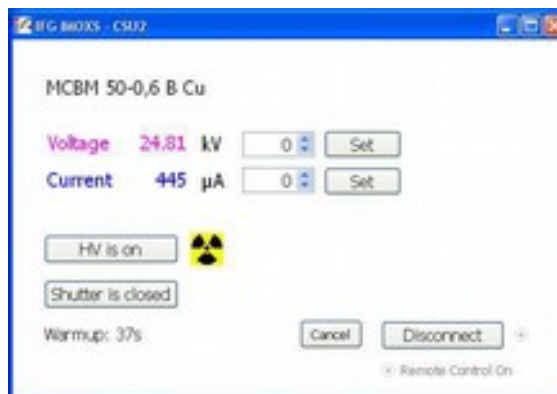 IFG INOXS - CSU2
MCBM 50-0,6 B Cu
Voltage 24.81 kV 0 Set
Current 445 µA 0 Set
HV is on
Shutter is closed
Warmup: 37s Cancel Disconnect
Remote Control On